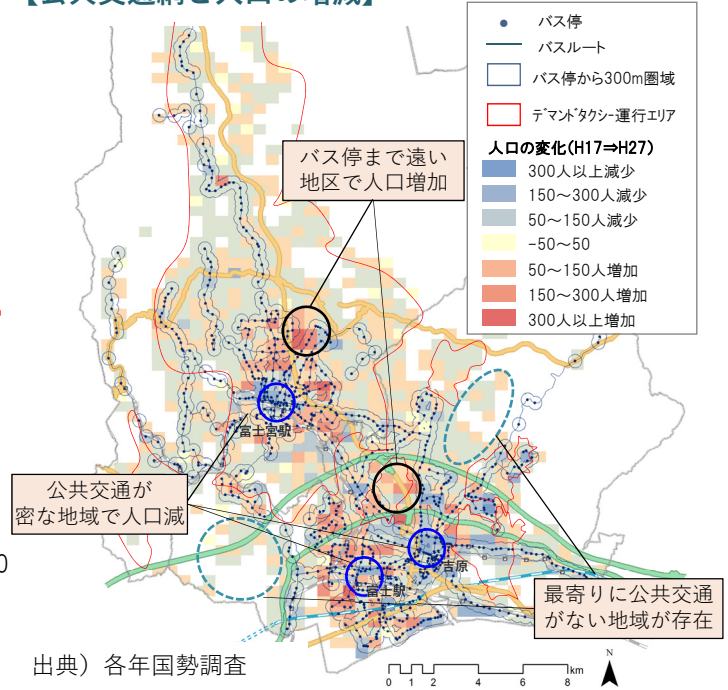 【公共交通網と人口の増減】
バス停
バスルート
バス停から300m圏域
デマンドタクシー運行エリア
人口の変化(H17⇒H27)
300人以上減少
150～300人減少
50～150人減少
-50～50
50～150人増加
150～300人増加
300人以上増加
バス停まで遠い
地区で人口増加
富士宮駅
公共交通が
密な地域で人口減
吉原
富士駅
0
最寄りに公共交通
がない地域が存在
出典）各年国勢調査
N
km
0 1 2 4 6 8